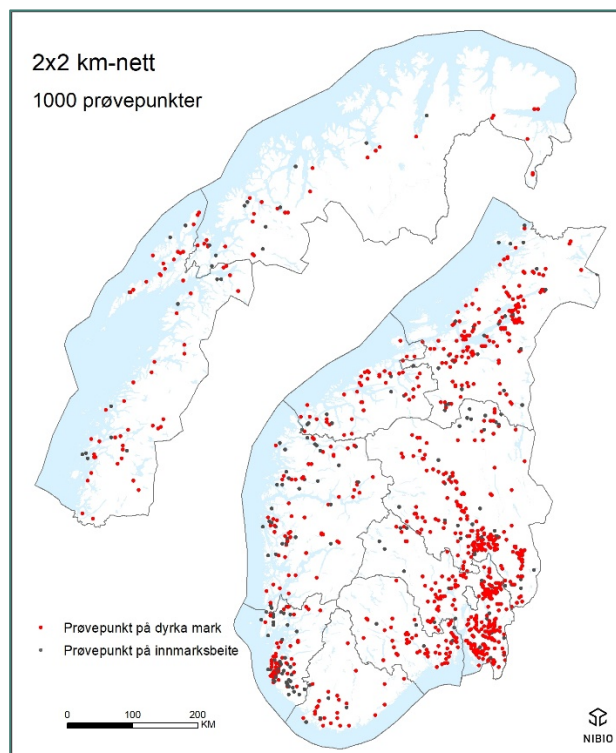 2x2 km-nett
1000 prøvepunkter
Prøvepunkt på dyrka mark
Prøvepunkt på innmarksbeite
0 100 200
KM
NIBIO